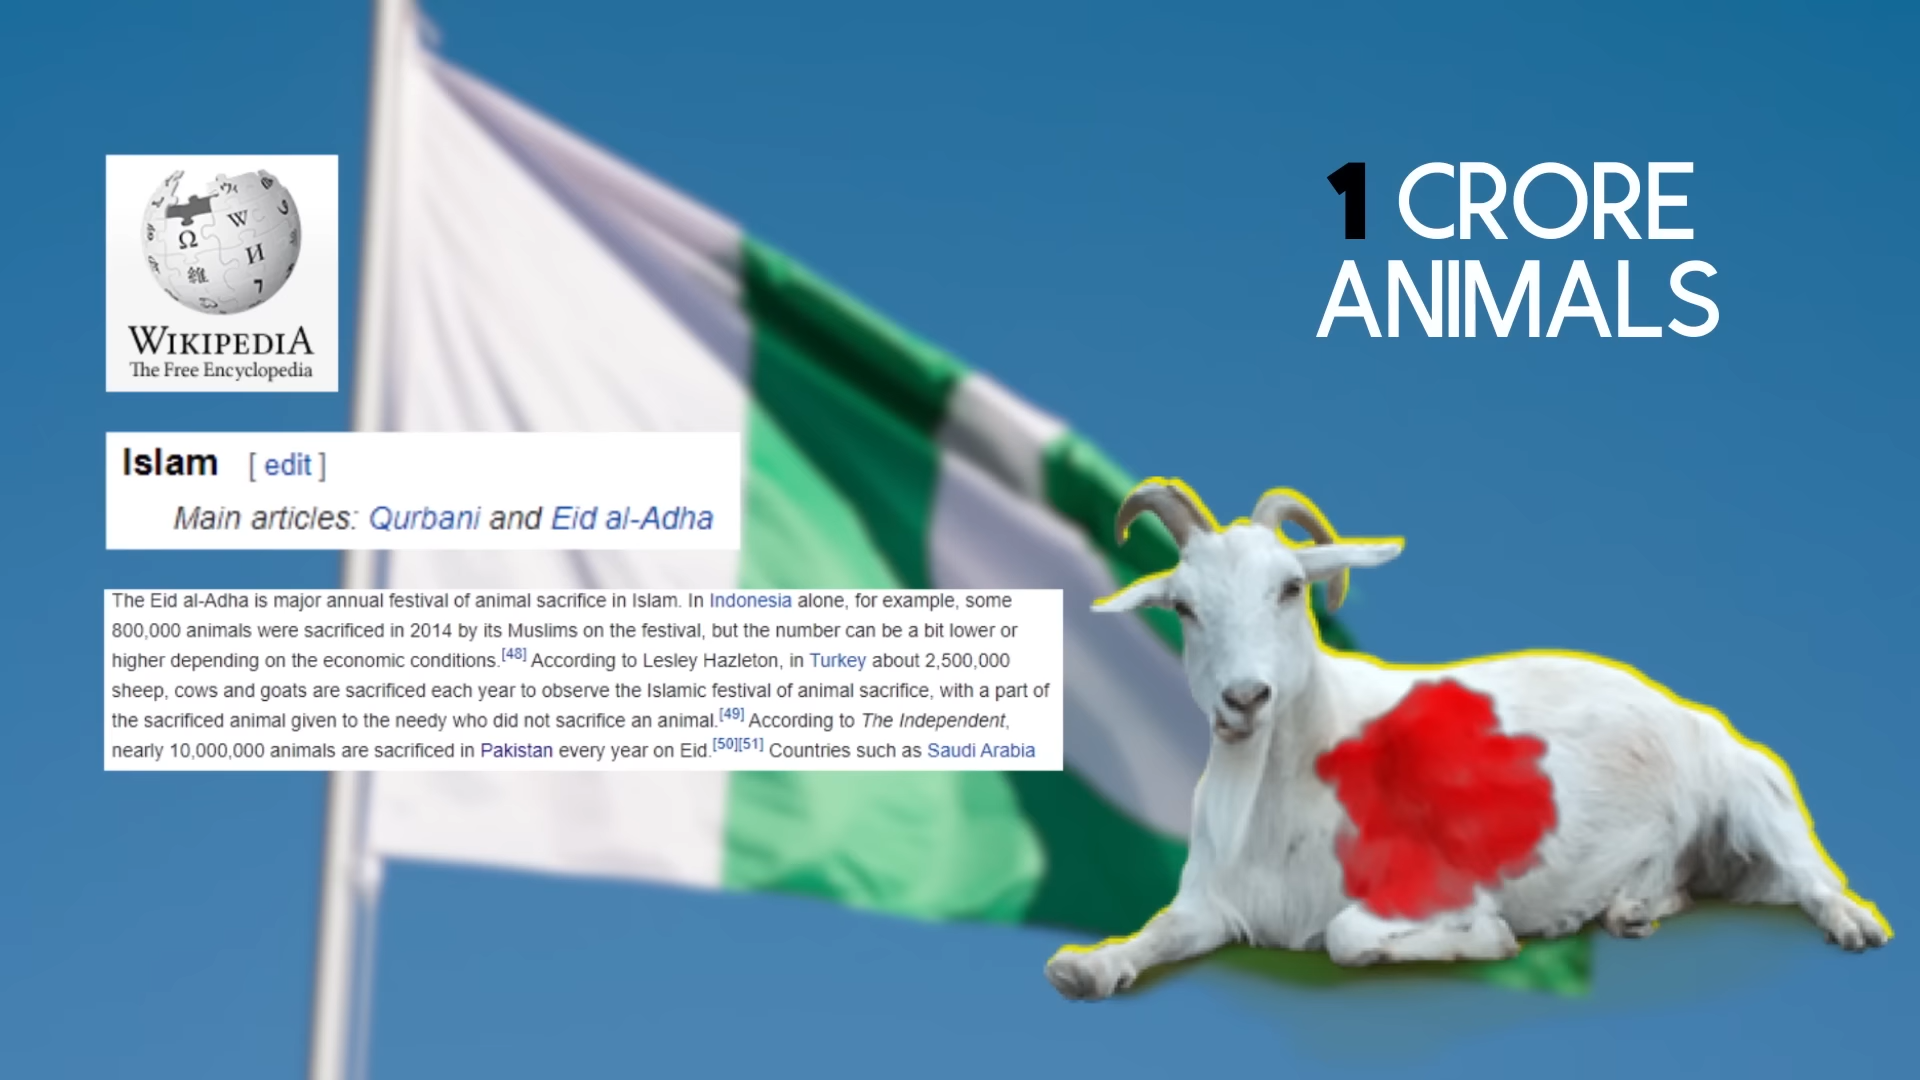 WIKIPEDIA
The Free Encyclopedia
Islam [ edit ]
Main articles: Qurbani and Eid al-Adha
The Eid al-Adha is major annual festival of animal sacrifice in Islam. In Indonesia alone, for example, some
800,000 animals were sacrificed in 2014 by its Muslims on the festival, but the number can be a bit lower or
higher depending on the economic conditions.[48] According to Lesley Hazleton, in Turkey about 2,500,000
sheep, cows and goats are sacrificed each year to observe the Islamic festival of animal sacrifice, with a part of
the sacrificed animal given to the needy who did not sacrifice an animal.[49] According to The Independent,
nearly 10,000,000 animals are sacrificed in Pakistan every year on Eid.[50][51] Countries such as Saudi Arabia
1 CRORE
ANIMALS